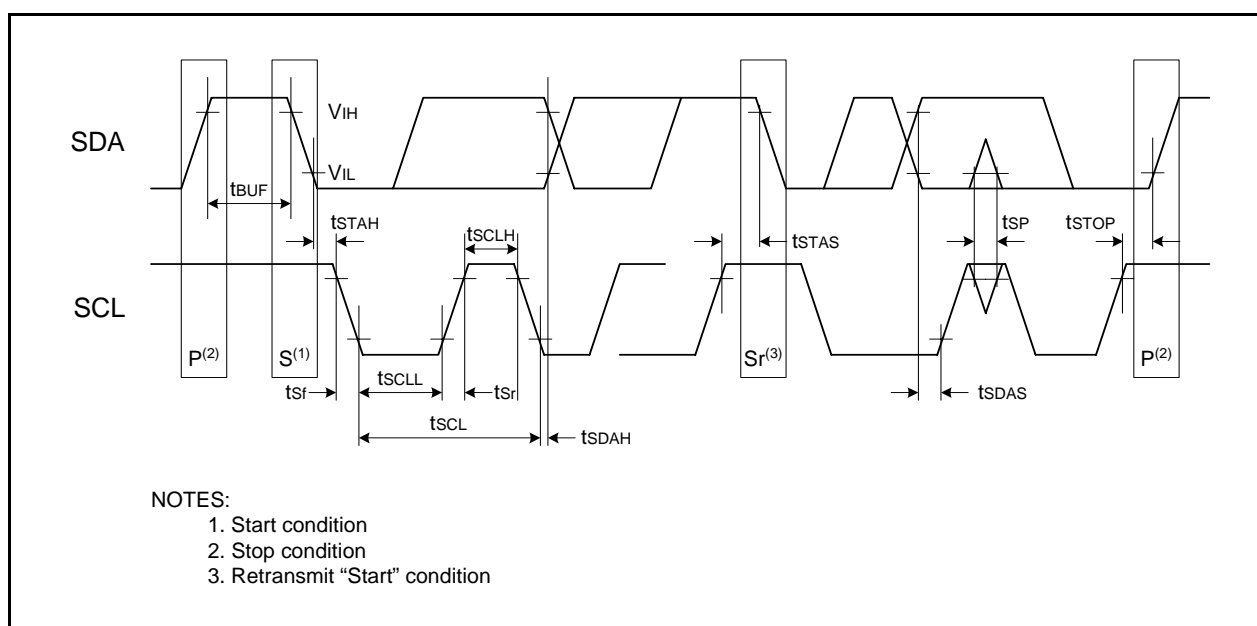 SDA
VIH
VIL
tBUF
tSTAH
tSCLH
tSTAS
tSP
tSTOP
SCL
P(2)
S(1)
Sr(3)
P(2)
tSf
tSCLL
tSr
tSDAS
tSCL
tSDAH
NOTES:
1. Start condition
2. Stop condition
3. Retransmit “Start” condition